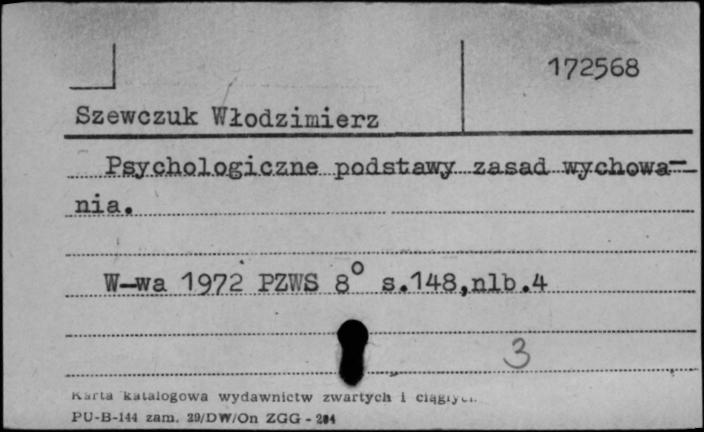 172568
Szewczuk Włodzimierz
Psychologiczne podstawy zasad wychowa-
nia.
W-wa 1972 PZWS 8° s.148,nlb.4
3
Karta katalogowa wydawnictw zwartych i ciągłych
PU-B-144 zam. 29/DW/On ZGG -